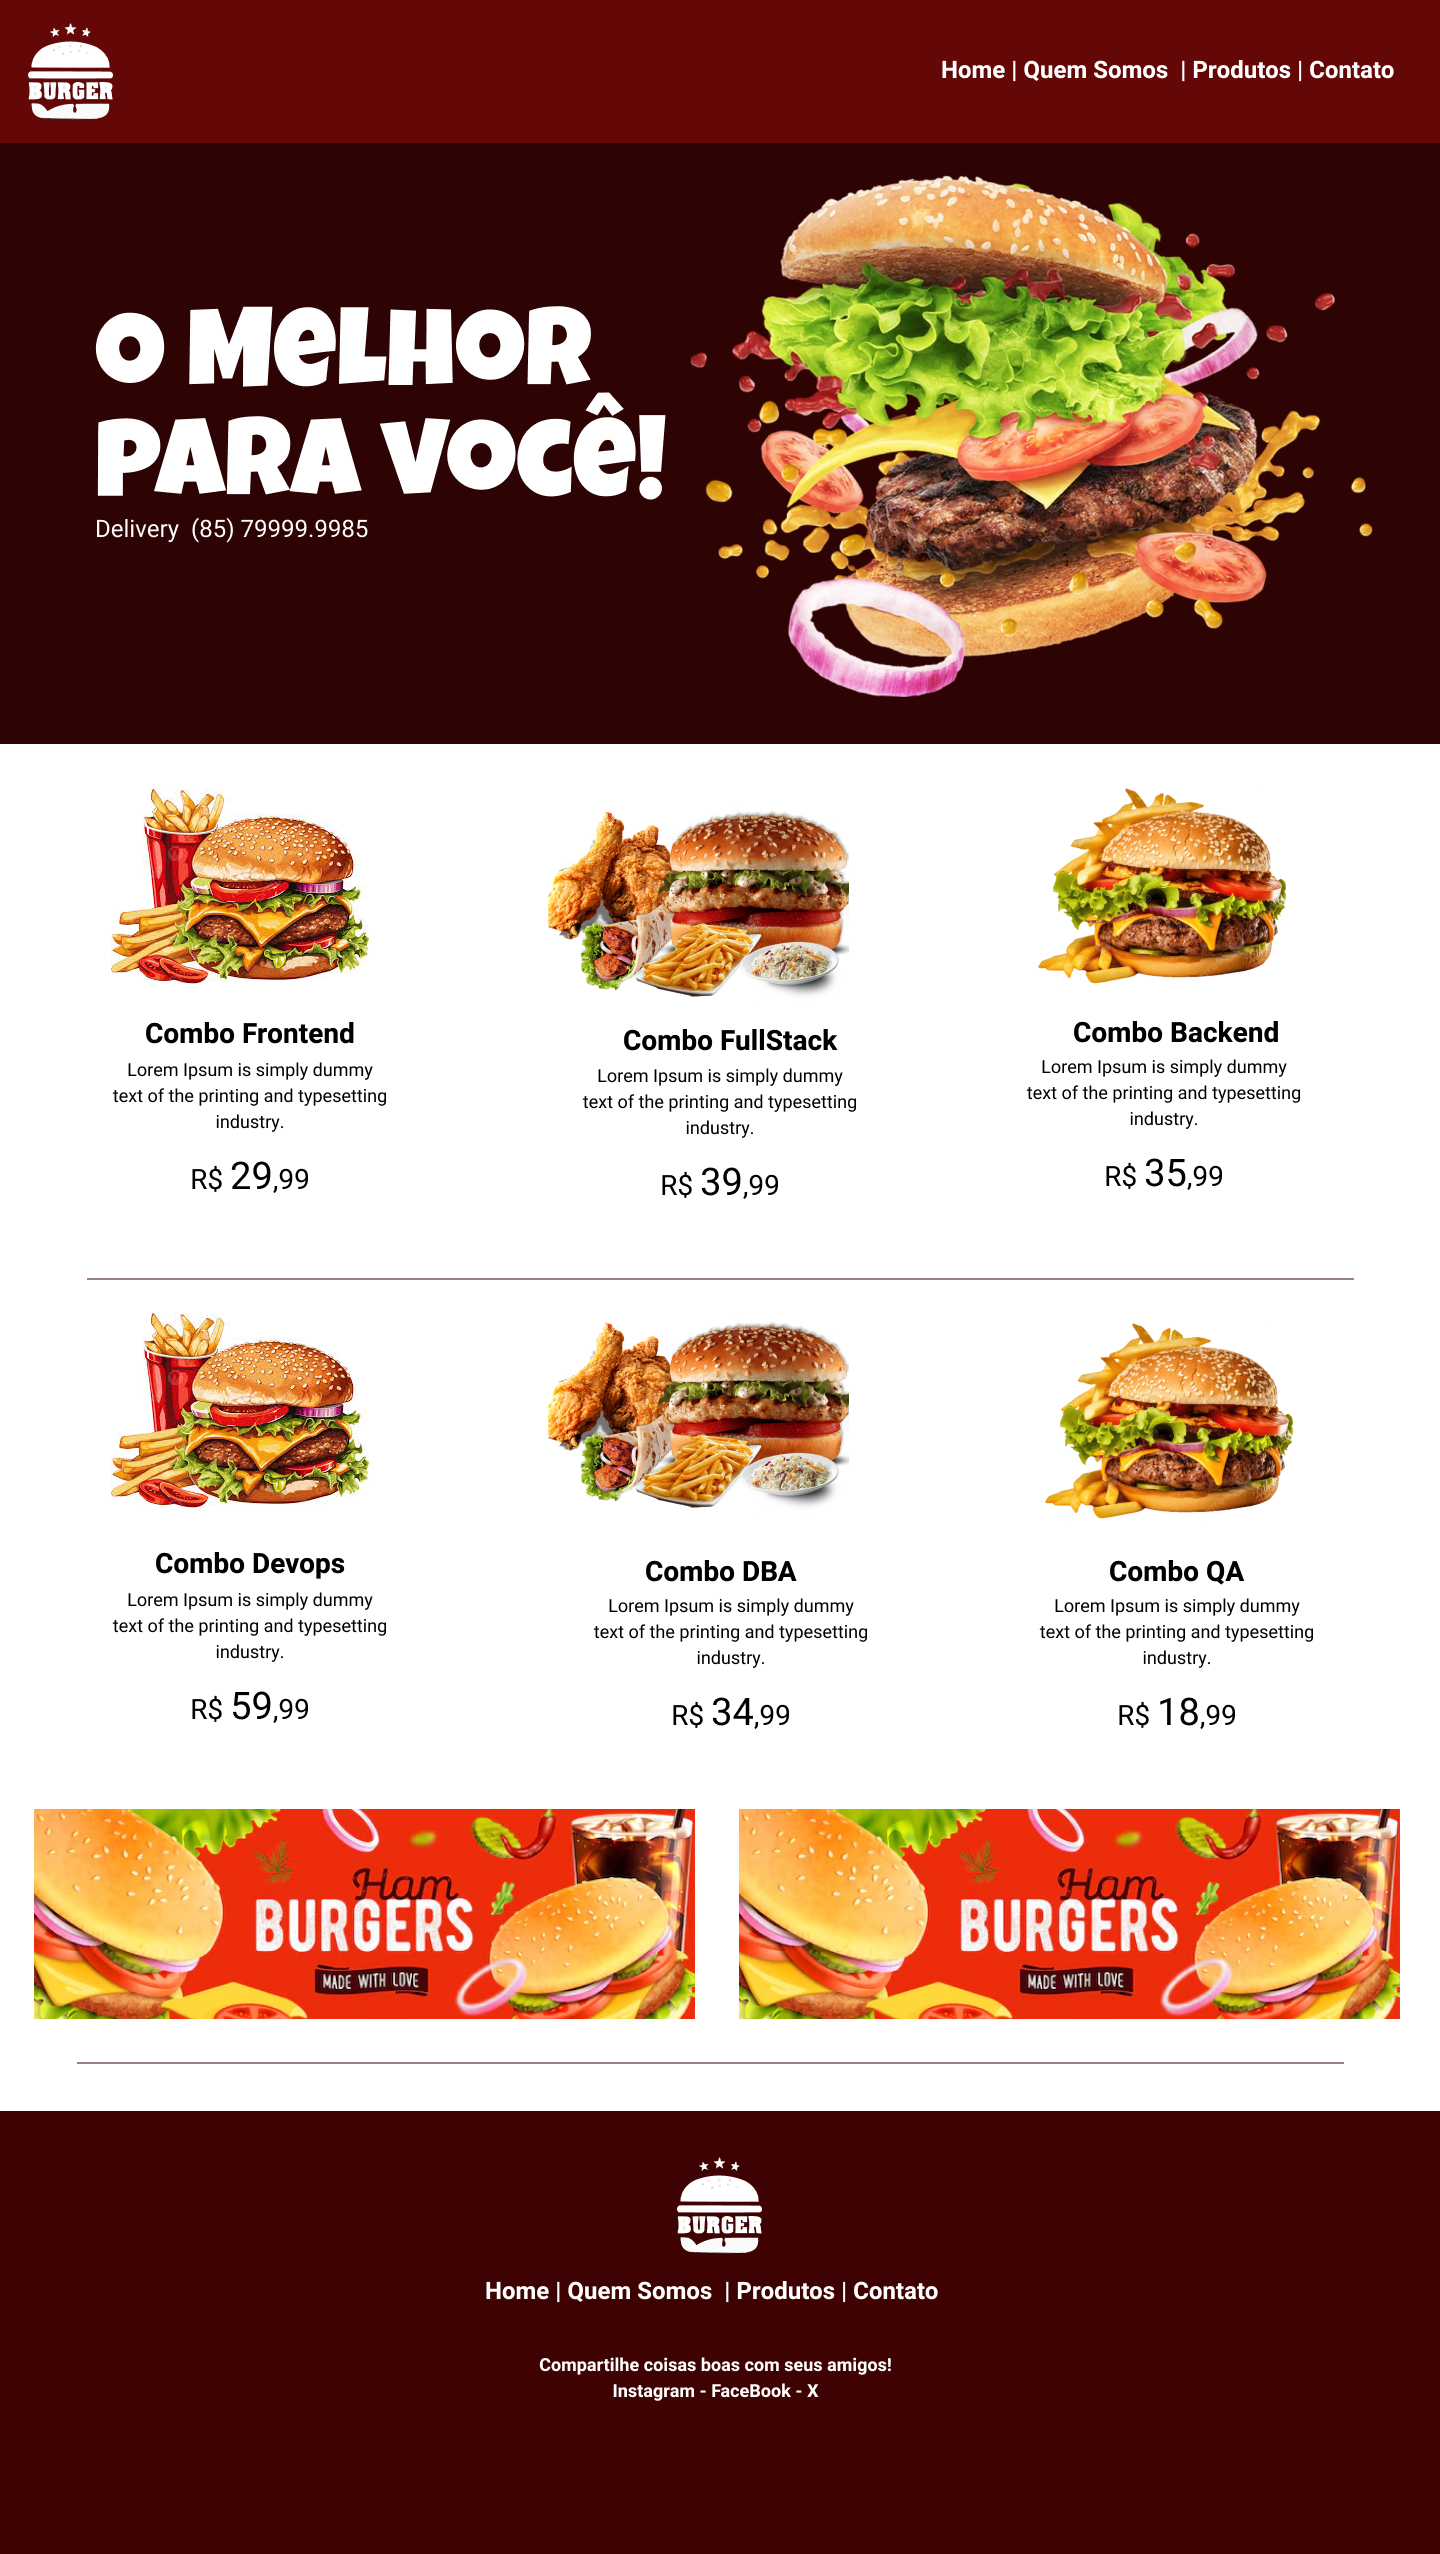 BURGER
Home | Quem Somos | Produtos | Contato
O MELHOR
PARA VOCÊ!
Delivery (85) 79999.9985
Combo Frontend
Lorem Ipsum is simply dummy
text of the printing and typesetting
industry.
R$ 29,99
Combo FullStack
Lorem Ipsum is simply dummy
text of the printing and typesetting
industry.
R$ 39,99
Combo Backend
Lorem Ipsum is simply dummy
text of the printing and typesetting
industry.
R$ 35,99
Combo Devops
Lorem Ipsum is simply dummy
text of the printing and typesetting
industry.
R$ 59,99
Combo DBA
Lorem Ipsum is simply dummy
text of the printing and typesetting
industry.
R$ 34,99
Combo QA
Lorem Ipsum is simply dummy
text of the printing and typesetting
industry.
R$ 18,99
Ham
BURGERS
MADE WITH LOVE
Ham
BURGERS
MADE WITH LOVE
BURGER
Home | Quem Somos | Produtos | Contato
Compartilhe coisas boas com seus amigos!
Instagram - FaceBook - X